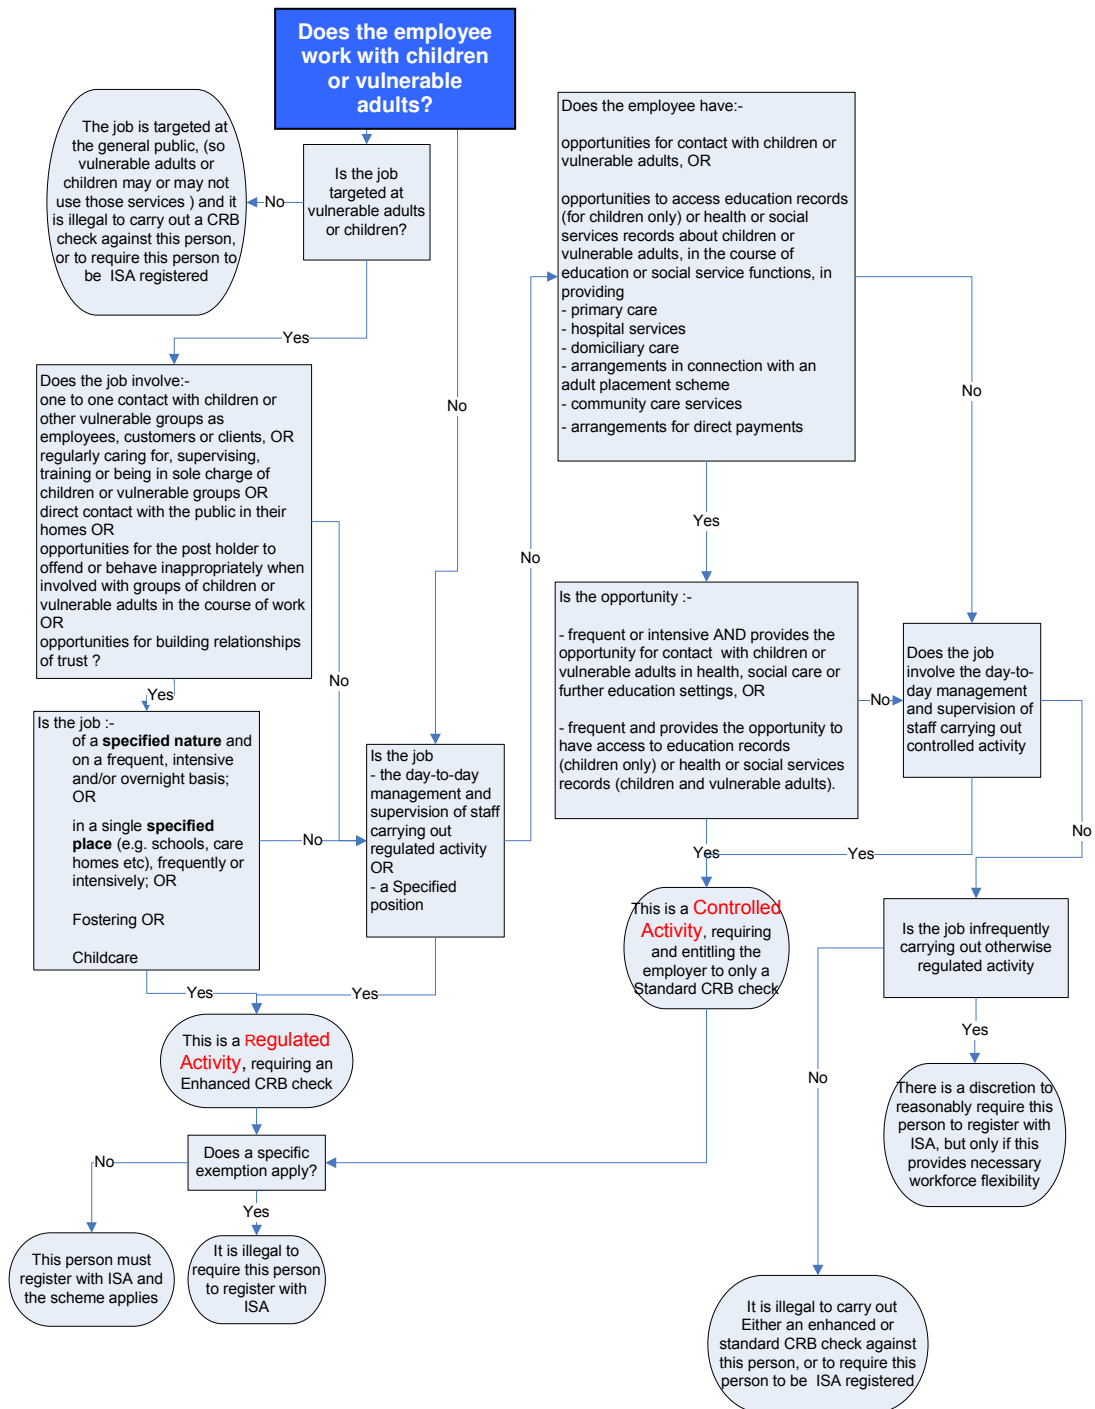 Does the employee
work with children
or vulnerable
adults?
The job is targeted at
the general public, (so
vulnerable adults or
children may or may not
use those services ) and it
is illegal to carry out a CRB
check against this person,
or to require this person to
be  ISA registered
No
Is the job
targeted at
vulnerable adults
or children?
Yes
Does the job involve:-
one to one contact with children or
other vulnerable groups as
employees, customers or clients, OR
regularly caring for, supervising,
training or being in sole charge of
children or vulnerable groups OR
direct contact with the public in their
homes OR
opportunities for the post holder to
offend or behave inappropriately when
involved with groups of children or
vulnerable adults in the course of work
OR
opportunities for building relationships
of trust ?
No
No
Yes
Is the job :-
of a specified nature and
on a frequent, intensive
and/or overnight basis;
OR
in a single specified
place (e.g. schools, care
homes etc), frequently or
intensively; OR
Fostering OR
Childcare
No
Is the job
- the day-to-day
management and
supervision of staff
carrying out
regulated activity
OR
- a Specified
position
Yes
Yes
This is a Regulated
Activity, requiring an
Enhanced CRB check
Does a specific
exemption apply?
No
Yes
This person must
register with ISA and
the scheme applies
It is illegal to
require this person
to register with
ISA
No
Does the employee have:-
opportunities for contact with children or
vulnerable adults, OR
opportunities to access education records
(for children only) or health or social
services records about children or
vulnerable adults, in the course of
education or social service functions, in
providing
- primary care
- hospital services
- domiciliary care
- arrangements in connection with an
adult placement scheme
- community care services
- arrangements for direct payments
No
Yes
Is the opportunity :-
- frequent or intensive AND provides the
opportunity for contact  with children or
vulnerable adults in health, social care or
further education settings, OR
- frequent and provides the opportunity to
have access to education records
(children only) or health or social services
records (children and vulnerable adults).
No
Does the job
involve the day-to-
day management
and supervision of
staff carrying out
controlled activity
Yes
Yes
No
This is a Controlled
Activity, requiring
and entitling the
employer to only a
Standard CRB check
Is the job infrequently
carrying out otherwise
regulated activity
Yes
No
There is a discretion to
reasonably require this
person to register with
ISA, but only if this
provides necessary
workforce flexibility
It is illegal to carry out
Either an enhanced or
standard CRB check against
this person, or to require this
person to be  ISA registered